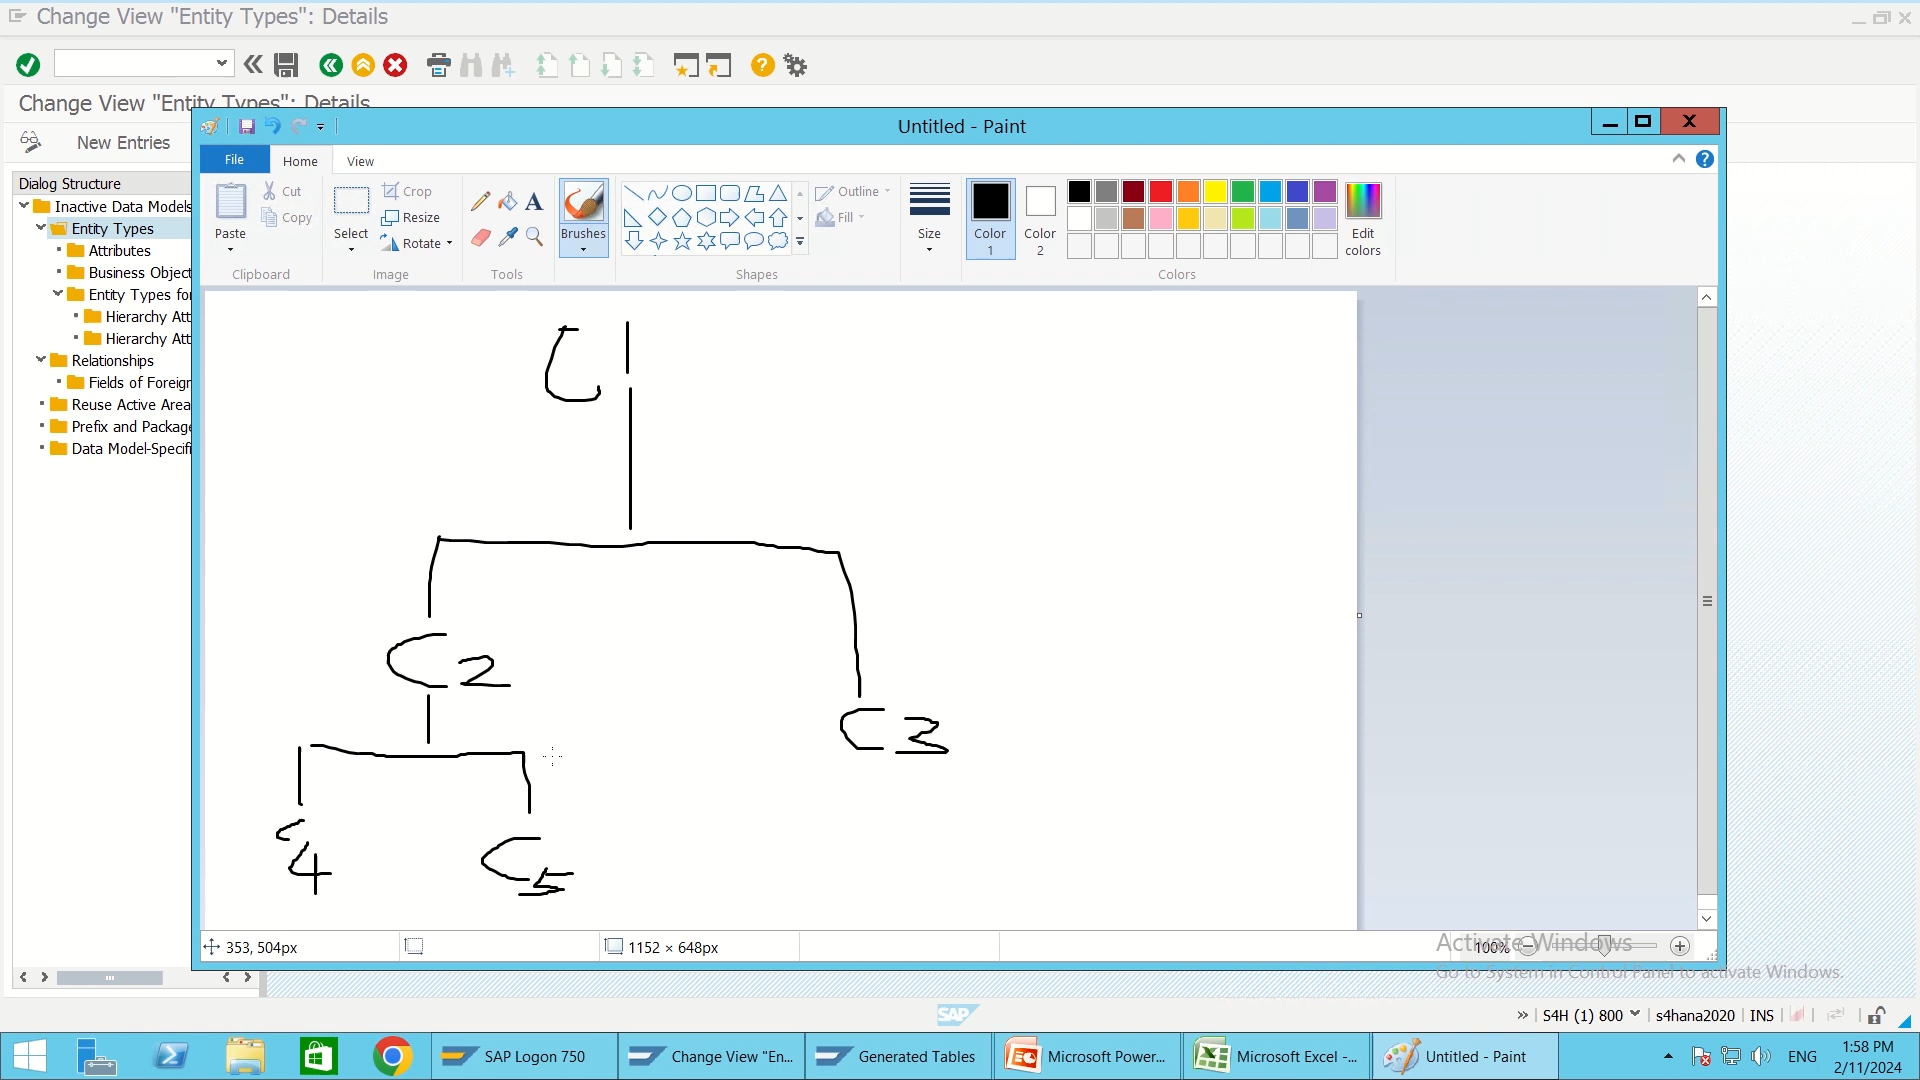 Change View "Entity Types": Details
Change View "Entity Types": Details
New Entries
Dialog Structure
Inactive Data Models
Entity Types
Attributes
Business Object
Entity Types for
Hierarchy Att
Hierarchy Att
Relationships
Fields of Foreign
Reuse Active Area
Prefix and Package
Data Model-Specifi
Untitled - Paint
File Home View
Paste
Cut
Copy
Clipboard
Select
Crop
Resize
Rotate
Image
A
Tools
Brushes
Shapes
Outline
Fill
Size
Color 1
Color 2
Edit colors
Colors
C1
C2
C3
C4
C5
353, 504px
1152 × 648px
100%
Activate Windows
Go to System in Control Panel to activate Windows.
SAP
S4H (1) 800
s4hana2020
INS
SAP Logon 750
Change View "En...
Generated Tables
Microsoft Power...
Microsoft Excel -...
Untitled - Paint
ENG
1:58 PM
2/11/2024